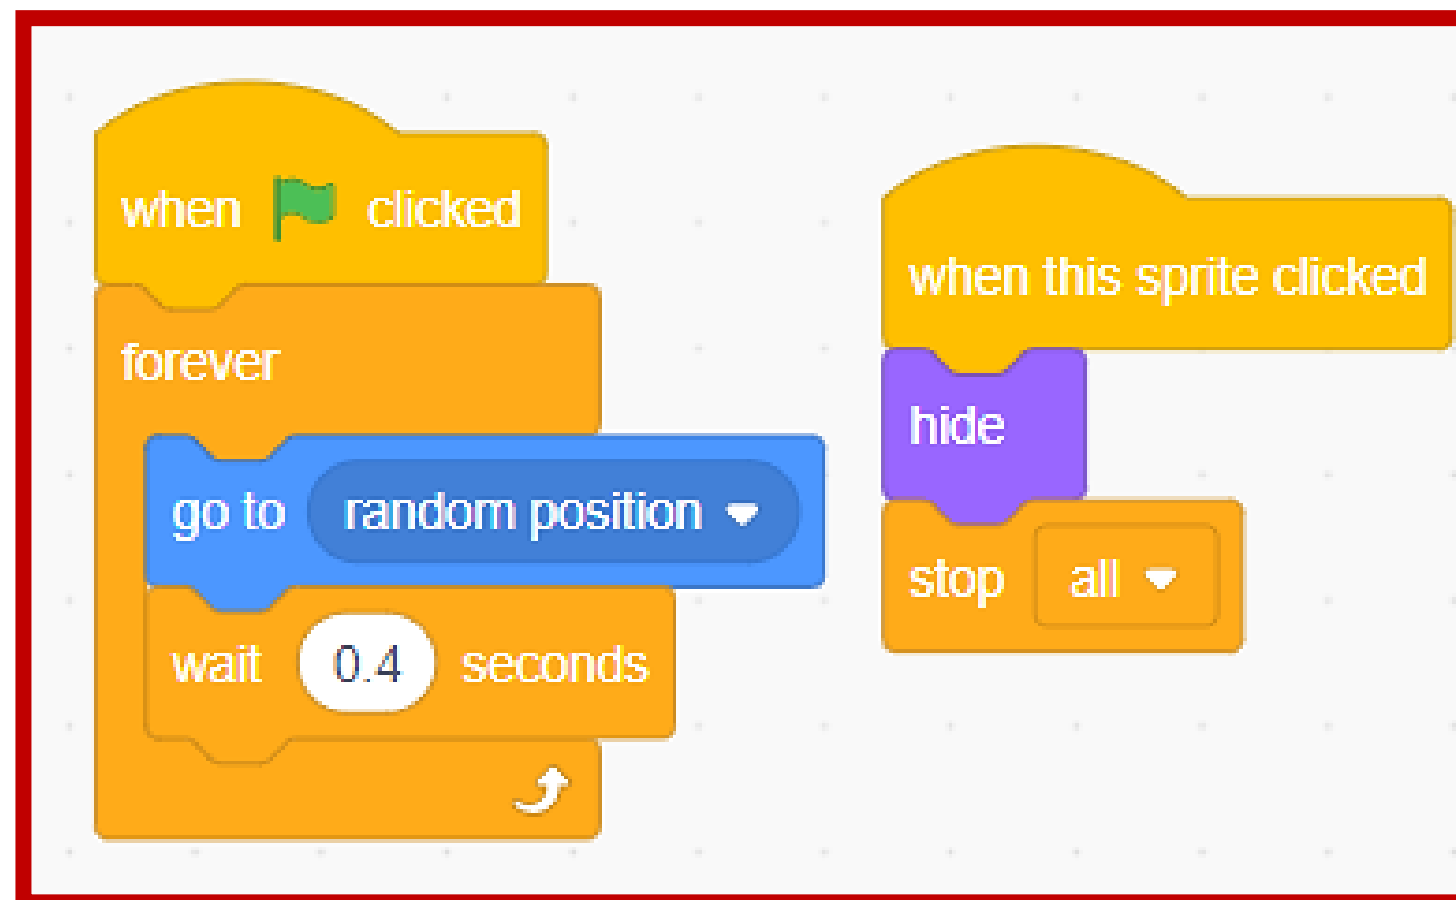 when clicked
forever
go to random position
wait 0.4 seconds
when this sprite clicked
hide
stop all